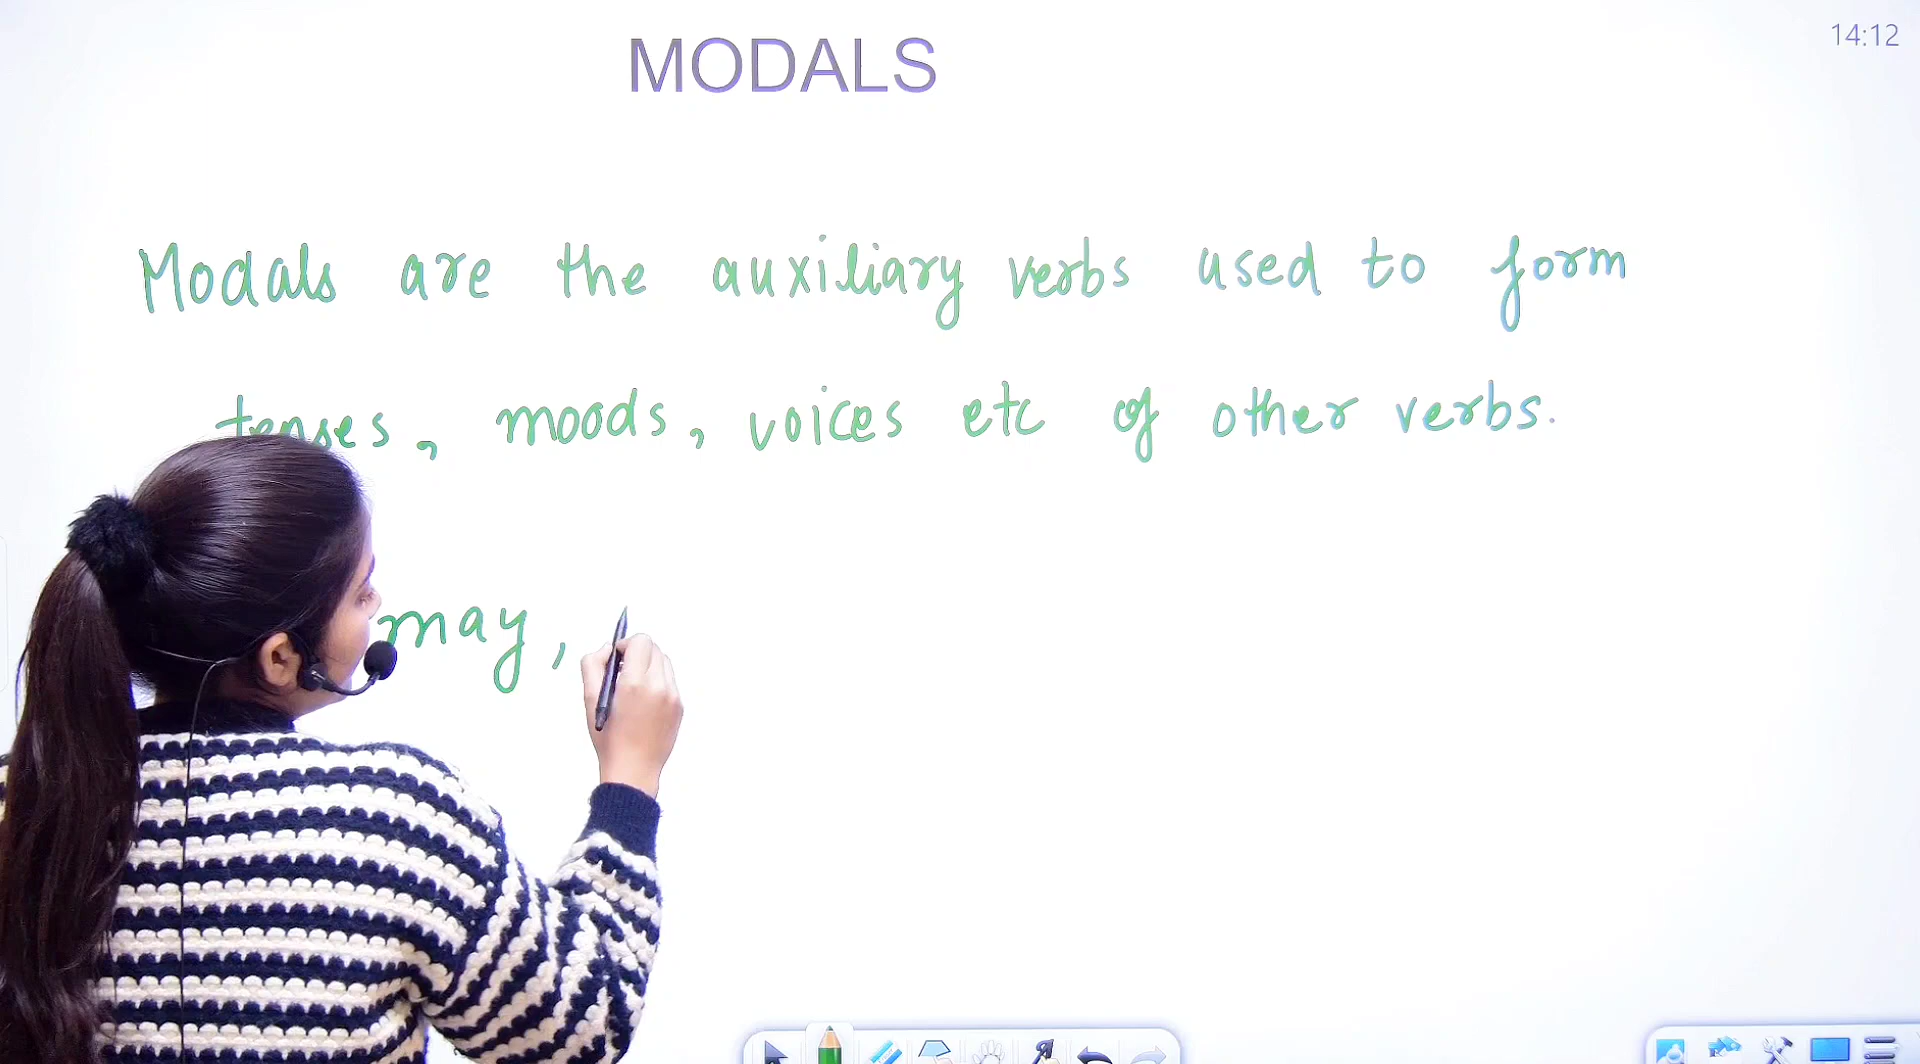 MODALS
14:12
Modals are the auxiliary verbs used to form
tenses, moods, voices etc of other verbs.
may,